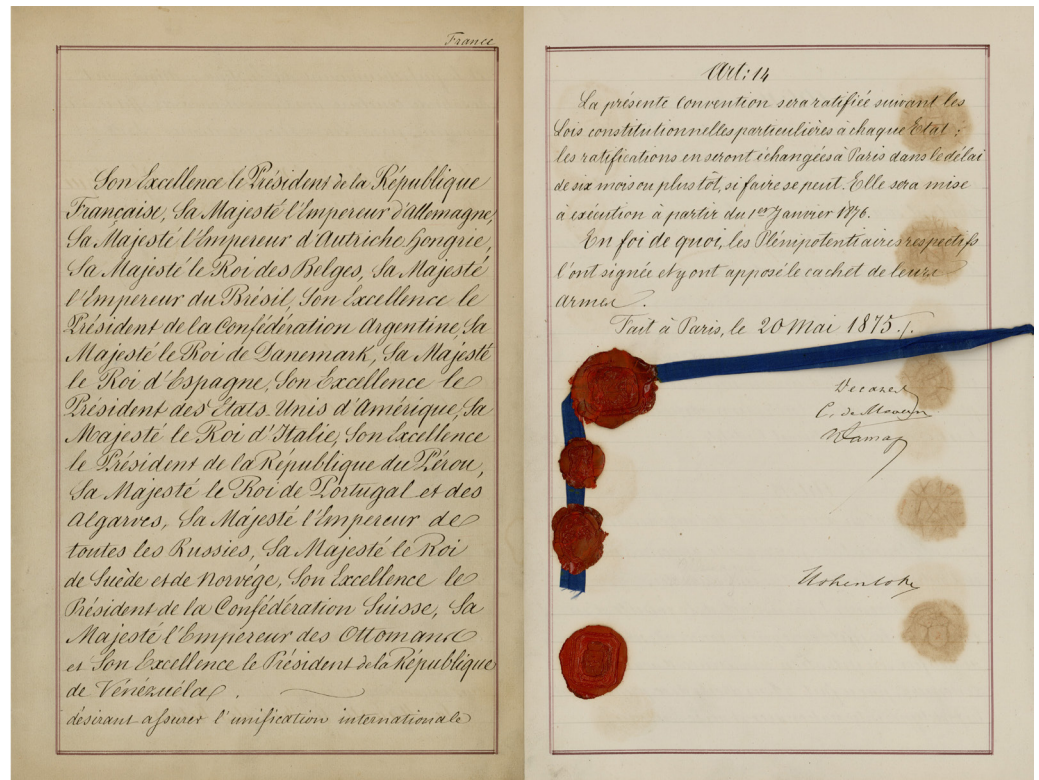 France
Son Excellence le Président de la République
Française, Sa Majesté l'Empereur d'Allemagne,
Sa Majesté l'Empereur d'Autriche Hongrie,
Sa Majesté le Roi des Belges, Sa Majesté
l'Empereur du Brésil, Son Excellence le
Président de la Confédération Argentine, Sa
Majesté le Roi de Danemark, Sa Majesté
le Roi d'Espagne, Son Excellence le
Président des Etats-Unis d'Amérique, Sa
Majesté le Roi d'Italie, Son Excellence
le Président de la République du Pérou,
Sa Majesté le Roi de Portugal et des
Algarves, Sa Majesté l'Empereur de
toutes les Russies, Sa Majesté le Roi
de Suède et de Norvége, Son Excellence le
Président de la Confédération Suisse, Sa
Majesté l'Empereur des Ottomans
et Son Excellence le Président de la République
de Vénézuéla.
désirant assurer l'unification internationale
Art: 14
La présente Convention sera ratifiée suivant les
lois constitutionnelles particulières à chaque Etat;
les ratifications en seront échangées à Paris dans le délai
de six mois ou plus tôt, si faire se peut. Elle sera mise
à exécution à partir du 1er Janvier 1876.
En foi de quoi, les Plénipotentiaires respectifs
l'ont signée et y ont apposé le cachet de leurs
armes.
Fait à Paris, le 20 Mai 1875.
Decazes
C. de Meaux
Dumas
Hohenlohe